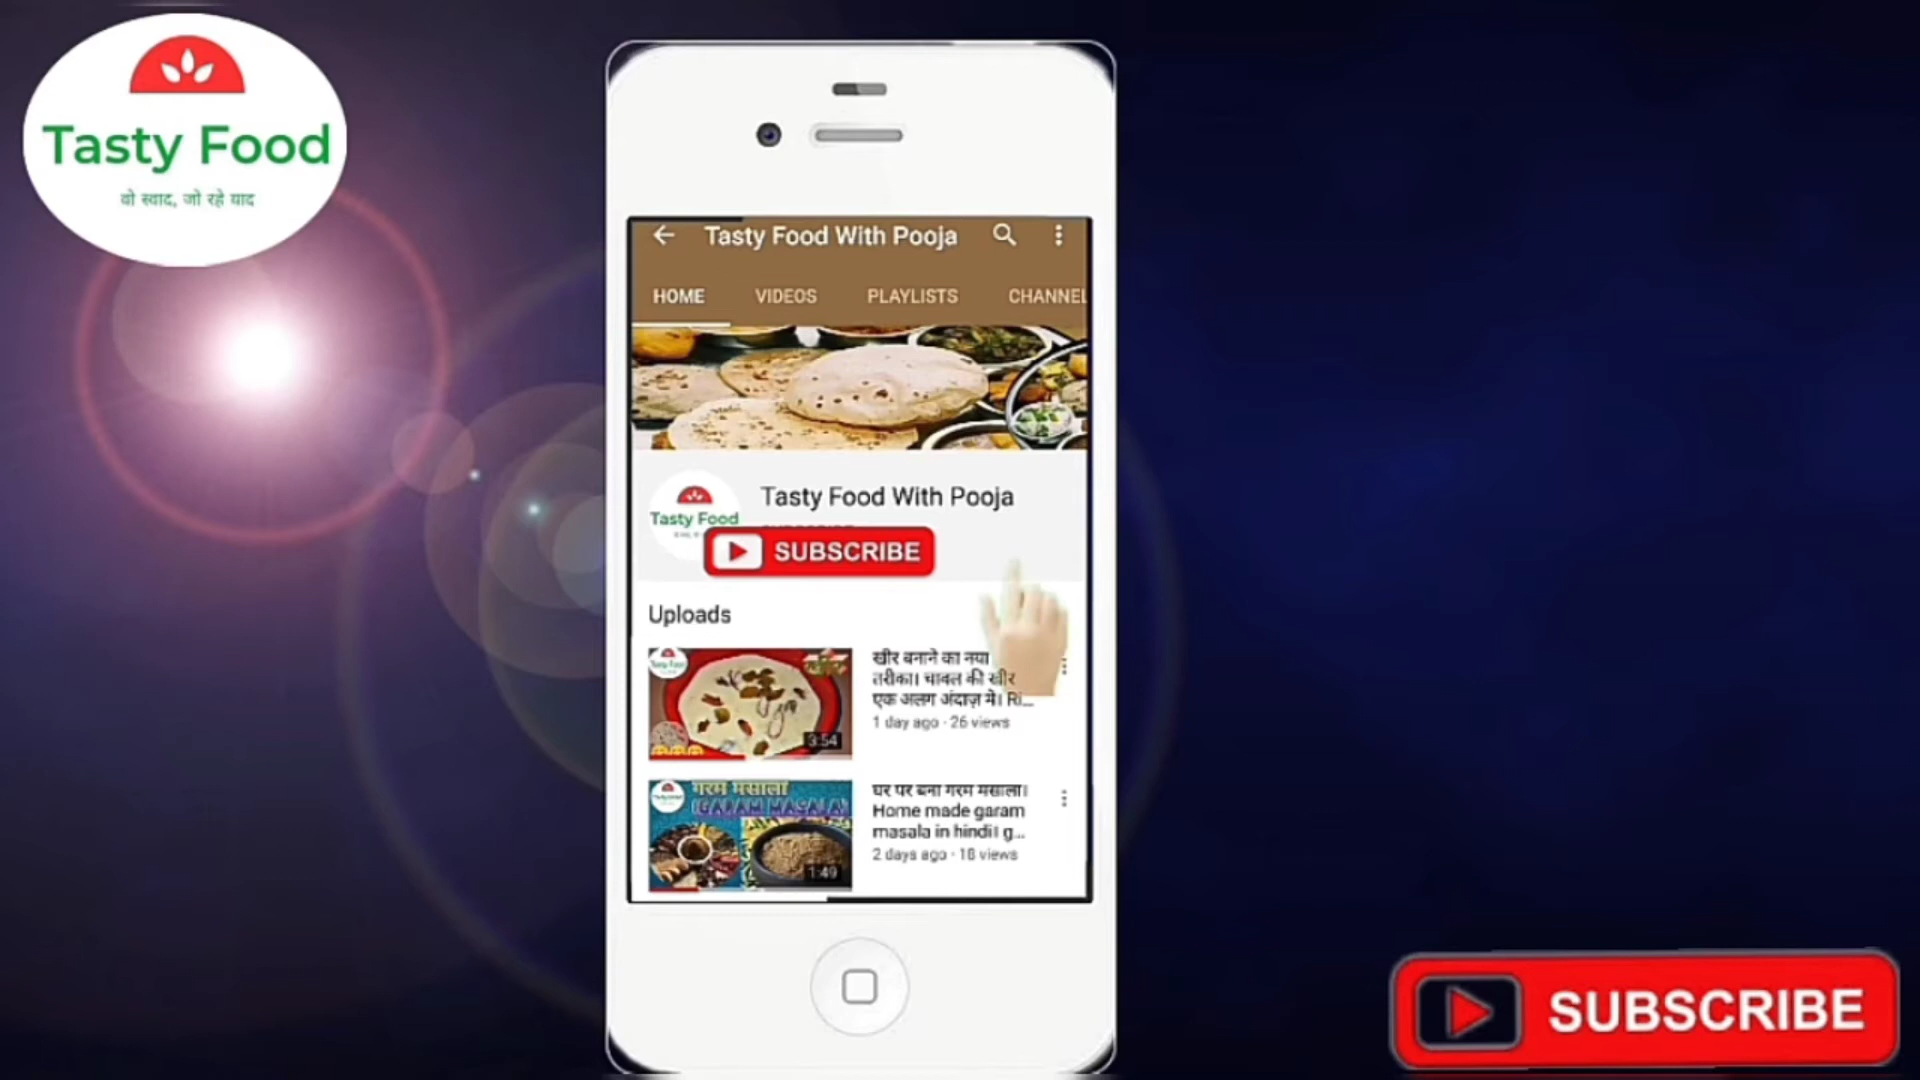 Tasty Food
वो स्वाद, जो रहे याद
Tasty Food With Pooja
HOME VIDEOS PLAYLISTS CHANNEL
Tasty Food With Pooja
Tasty Food
SUBSCRIBE
Uploads
खीर बनाने का नया
तरीका। चावल की खीर
एक अलग अंदाज़ मे। Ri...
1 day ago · 26 views
3:54
गरम मसाला
(GARAM MASALA)
घर पर बना गरम मसाला।
Home made garam
masala in hindi। g...
2 days ago · 18 views
1:49
SUBSCRIBE